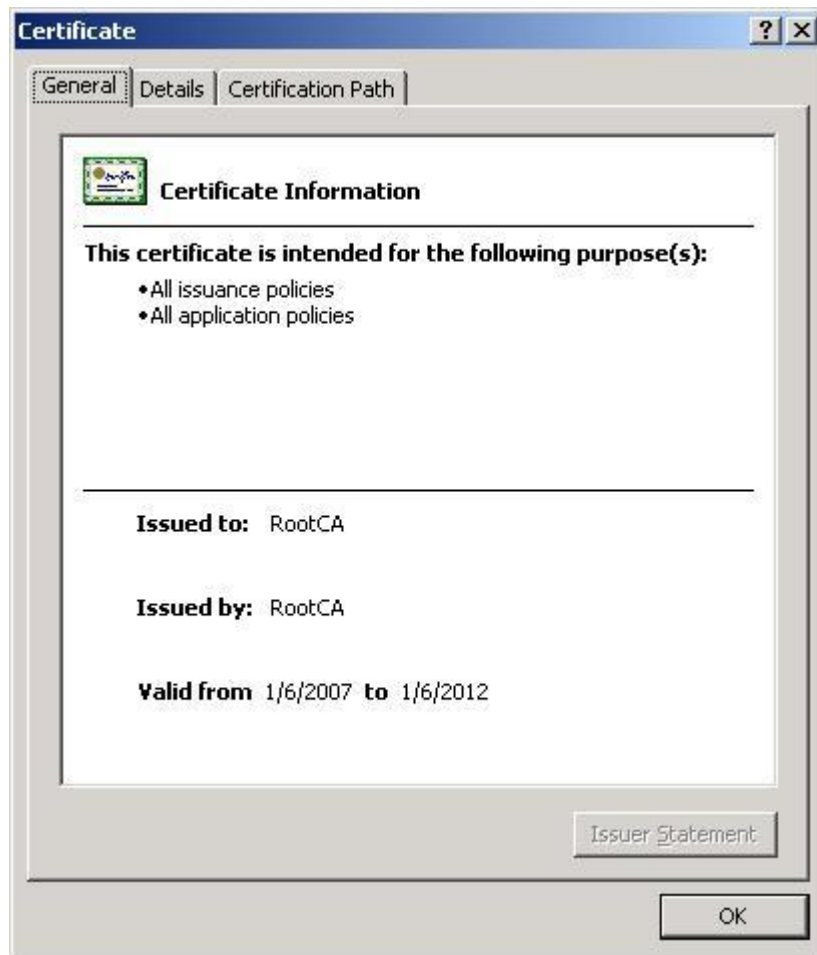 Certificate
General Details Certification Path
Certificate Information
This certificate is intended for the following purpose(s):
•All issuance policies
•All application policies
Issued to: RootCA
Issued by: RootCA
Valid from 1/6/2007 to 1/6/2012
Issuer Statement
OK